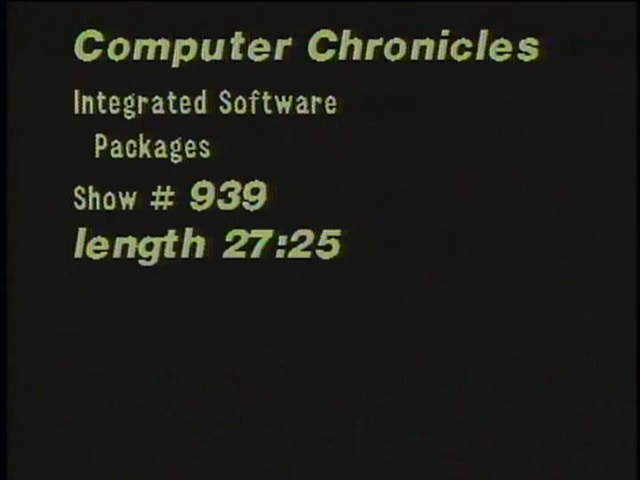 Computer Chronicles
Integrated Software
Packages
Show # 939
length 27:25